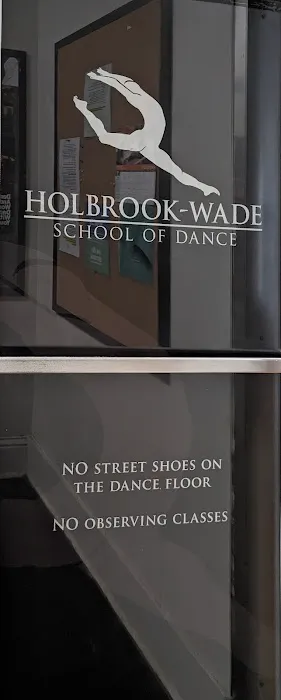 HOLBROOK-WADE
SCHOOL OF DANCE
NO STREET SHOES ON
THE DANCE FLOOR
NO OBSERVING CLASSES